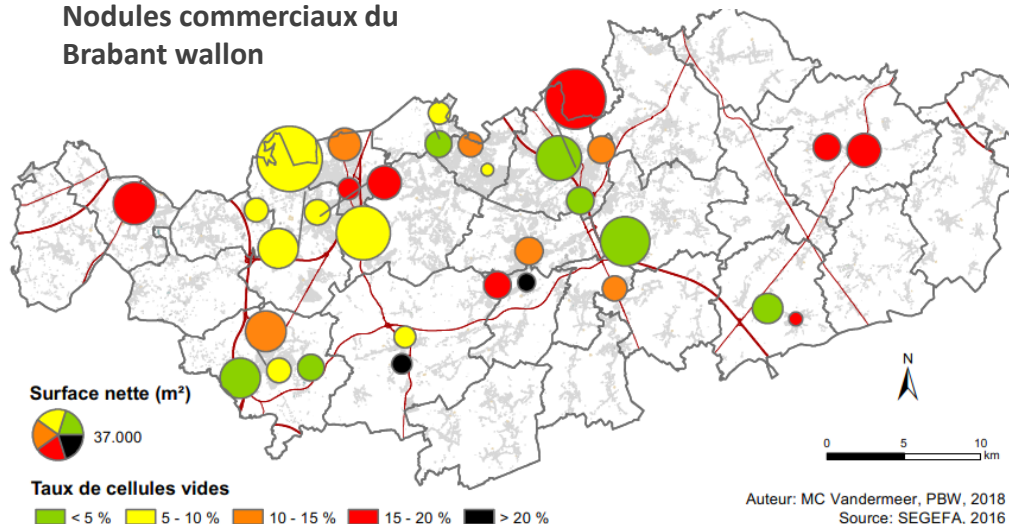 Nodules commerciaux du
Brabant wallon
N
Surface nette (m²)
37.000
0 5 10
km
Taux de cellules vides
< 5 % 5 - 10 % 10 - 15 % 15 - 20 % > 20 %
Auteur: MC Vandermeer, PBW, 2018
Source: SEGEFA, 2016